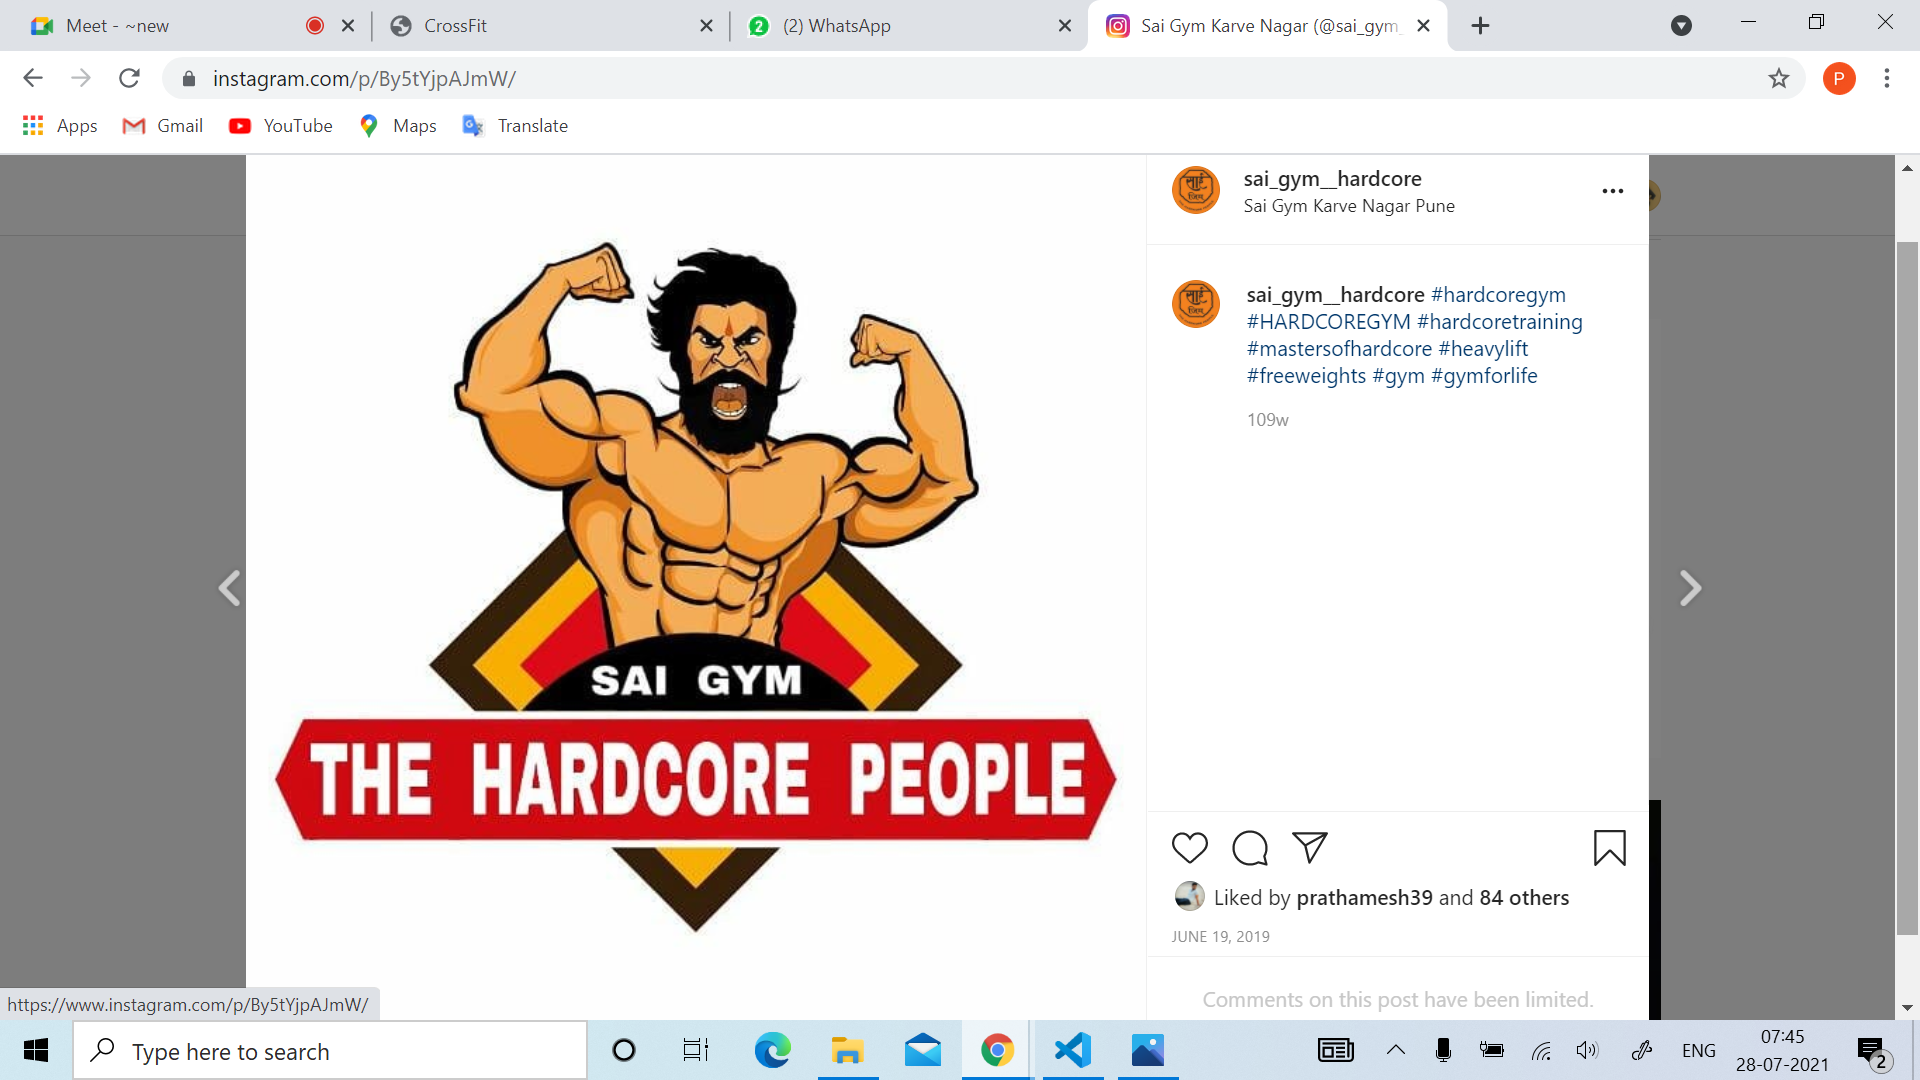 Meet - ~new
CrossFit
(2) WhatsApp
Sai Gym Karve Nagar (@sai_gym_
instagram.com/p/By5tYjpAJmW/
P
Apps
Gmail
YouTube
Maps
Translate
sai_gym__hardcore
Sai Gym Karve Nagar Pune
sai_gym__hardcore #hardcoregym
#HARDCOREGYM #hardcoretraining
#mastersofhardcore #heavylift
#freeweights #gym #gymforlife
109w
SAI GYM
THE HARDCORE PEOPLE
Liked by prathamesh39 and 84 others
JUNE 19, 2019
Comments on this post have been limited.
https://www.instagram.com/p/By5tYjpAJmW/
Type here to search
ENG
07:45
28-07-2021
2